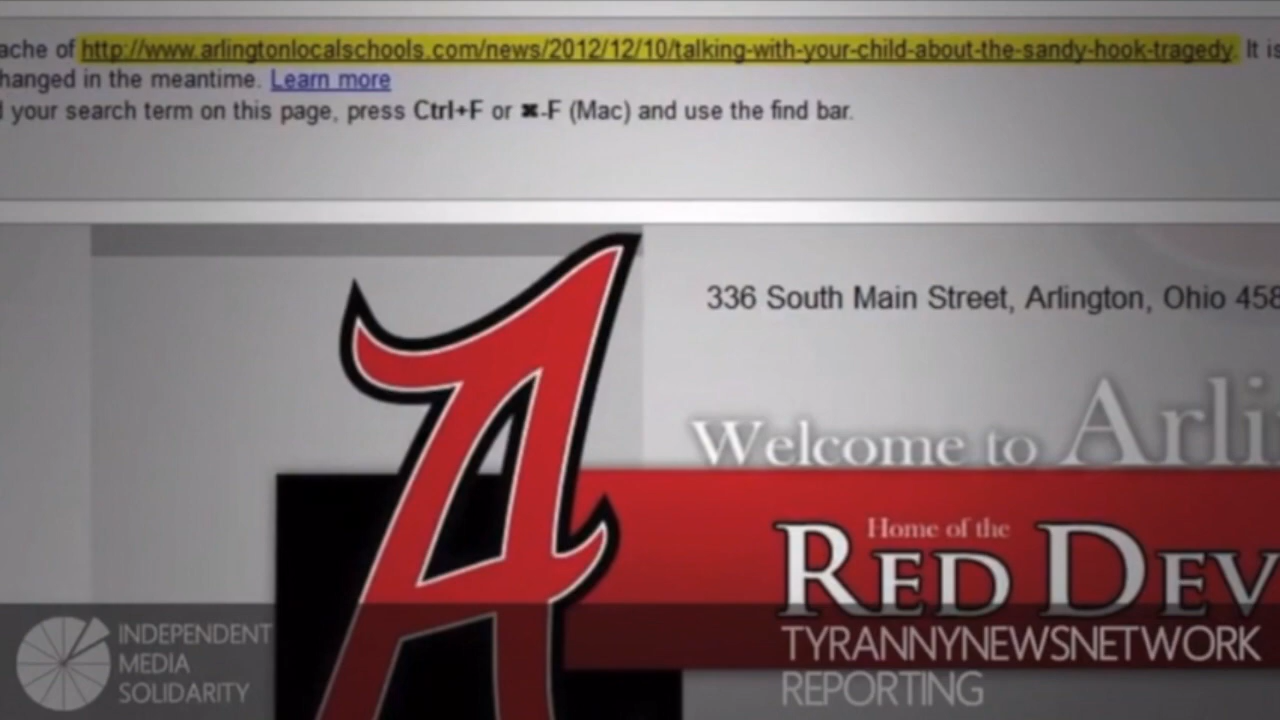 ache of http://www.arlingtonlocalschools.com/news/2012/12/10/talking-with-your-child-about-the-sandy-hook-tragedy. It is
hanged in the meantime. Learn more
your search term on this page, press Ctrl+F or ⌘-F (Mac) and use the find bar.
336 South Main Street, Arlington, Ohio 458
Welcome to Arli
Home of the
RED DEV
A
INDEPENDENT
MEDIA
SOLIDARITY
TYRANNYNEWSNETWORK
REPORTING